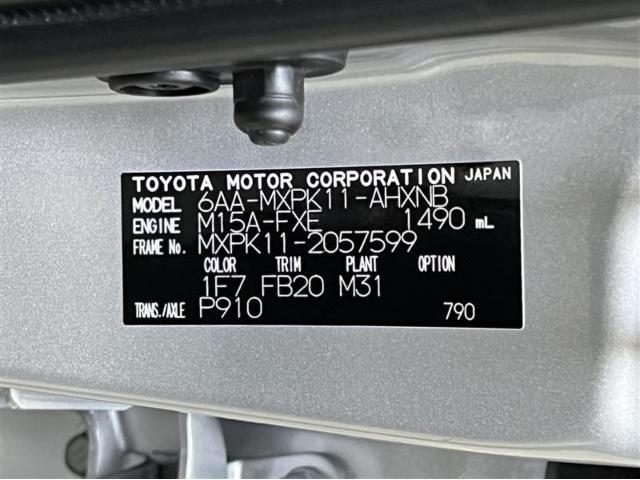 TOYOTA MOTOR CORPORATION JAPAN
MODEL 6AA-MXPK11-AHXNB
ENGINE M15A-FXE 1490 mL
FRAME No. MXPK11-2057599
COLOR TRIM PLANT OPTION
1F7 FB20 M31
TRANS./AXLE P910 790